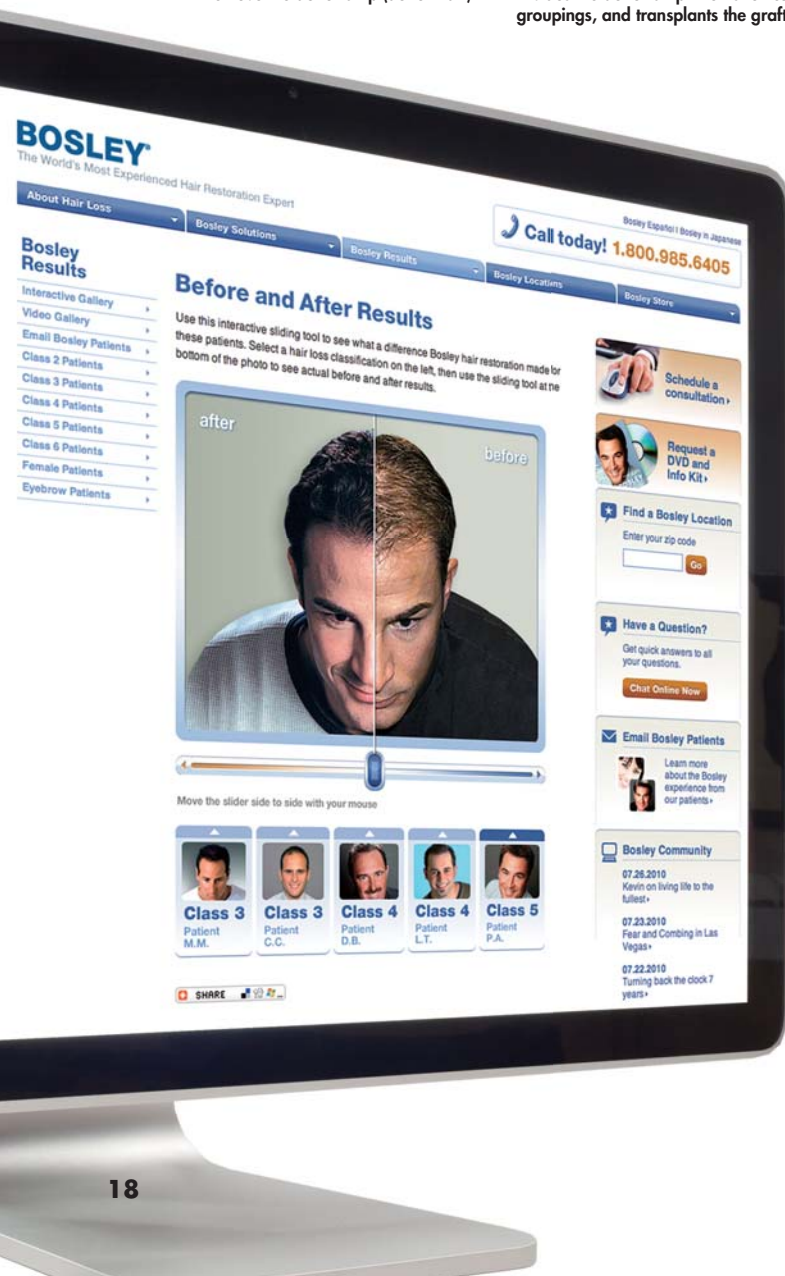 groupings, and transplants the graft
BOSLEY
The World's Most Experienced Hair Restoration Expert
Bosley Español | Bosley in Japanese
Call today! 1.800.985.6405
About Hair Loss
Bosley Solutions
Bosley Results
Bosley Locations
Bosley Store
Bosley
Results
Interactive Gallery
Video Gallery
Email Bosley Patients
Class 2 Patients
Class 3 Patients
Class 4 Patients
Class 5 Patients
Class 6 Patients
Female Patients
Eyebrow Patients
Before and After Results
Use this interactive sliding tool to see what a difference Bosley hair restoration made for
these patients. Select a hair loss classification on the left, then use the sliding tool at the
bottom of the photo to see actual before and after results.
after
before
Move the slider side to side with your mouse
Class 3
Patient
M.M.
Class 3
Patient
C.C.
Class 4
Patient
D.B.
Class 4
Patient
L.T.
Class 5
Patient
P.A.
SHARE
Schedule a
consultation
Request a
DVD and
Info Kit
Find a Bosley Location
Enter your zip code
Go
Have a Question?
Get quick answers to all
your questions.
Chat Online Now
Email Bosley Patients
Learn more
about the Bosley
experience from
our patients
Bosley Community
07.26.2010
Kevin on living life to the
fullest
07.23.2010
Fear and Combing in Las
Vegas
07.22.2010
Turning back the clock 7
years
18